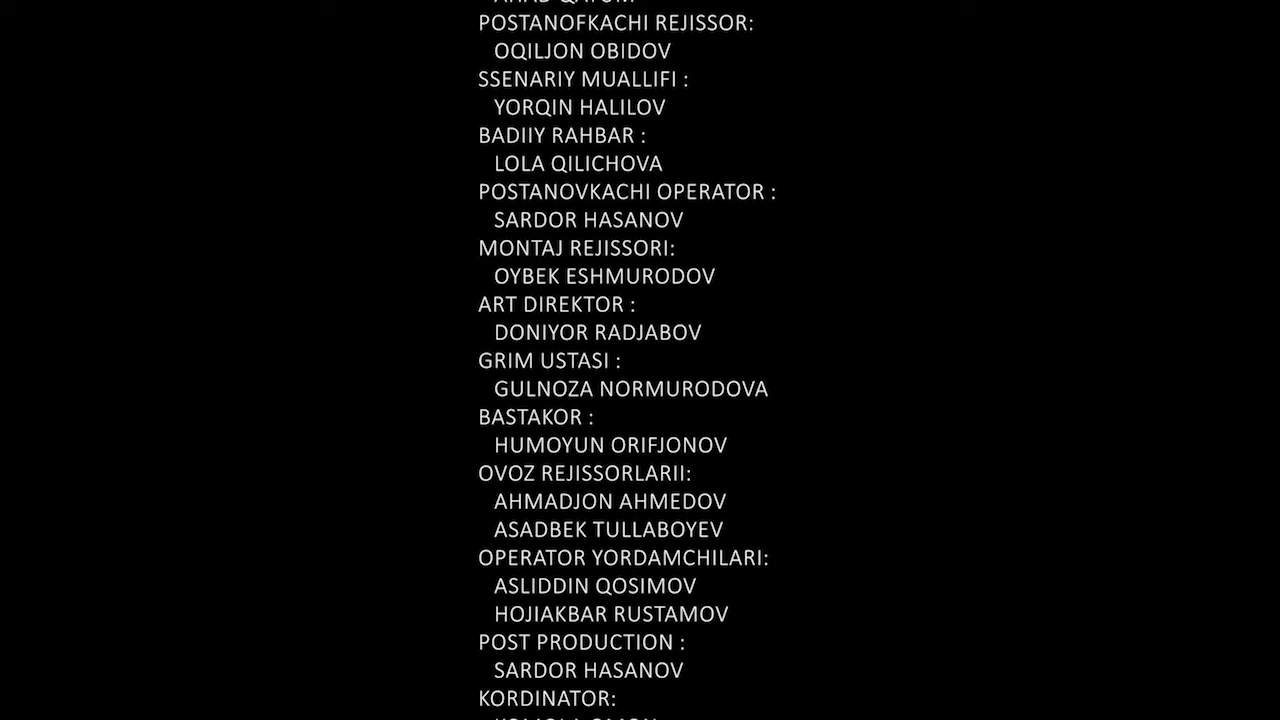 POSTANOFKACHI REJISSOR:
OQILJON OBIDOV
SSENARIY MUALLIFI :
YORQIN HALILOV
BADIIY RAHBAR :
LOLA QILICHOVA
POSTANOVKACHI OPERATOR :
SARDOR HASANOV
MONTAJ REJISSORI:
OYBEK ESHMURODOV
ART DIREKTOR :
DONIYOR RADJABOV
GRIM USTASI :
GULNOZA NORMURODOVA
BASTAKOR :
HUMOYUN ORIFJONOV
OVOZ REJISSORLARII:
AHMADJON AHMEDOV
ASADBEK TULLABOYEV
OPERATOR YORDAMCHILARI:
ASLIDDIN QOSIMOV
HOJIAKBAR RUSTAMOV
POST PRODUCTION :
SARDOR HASANOV
KORDINATOR: